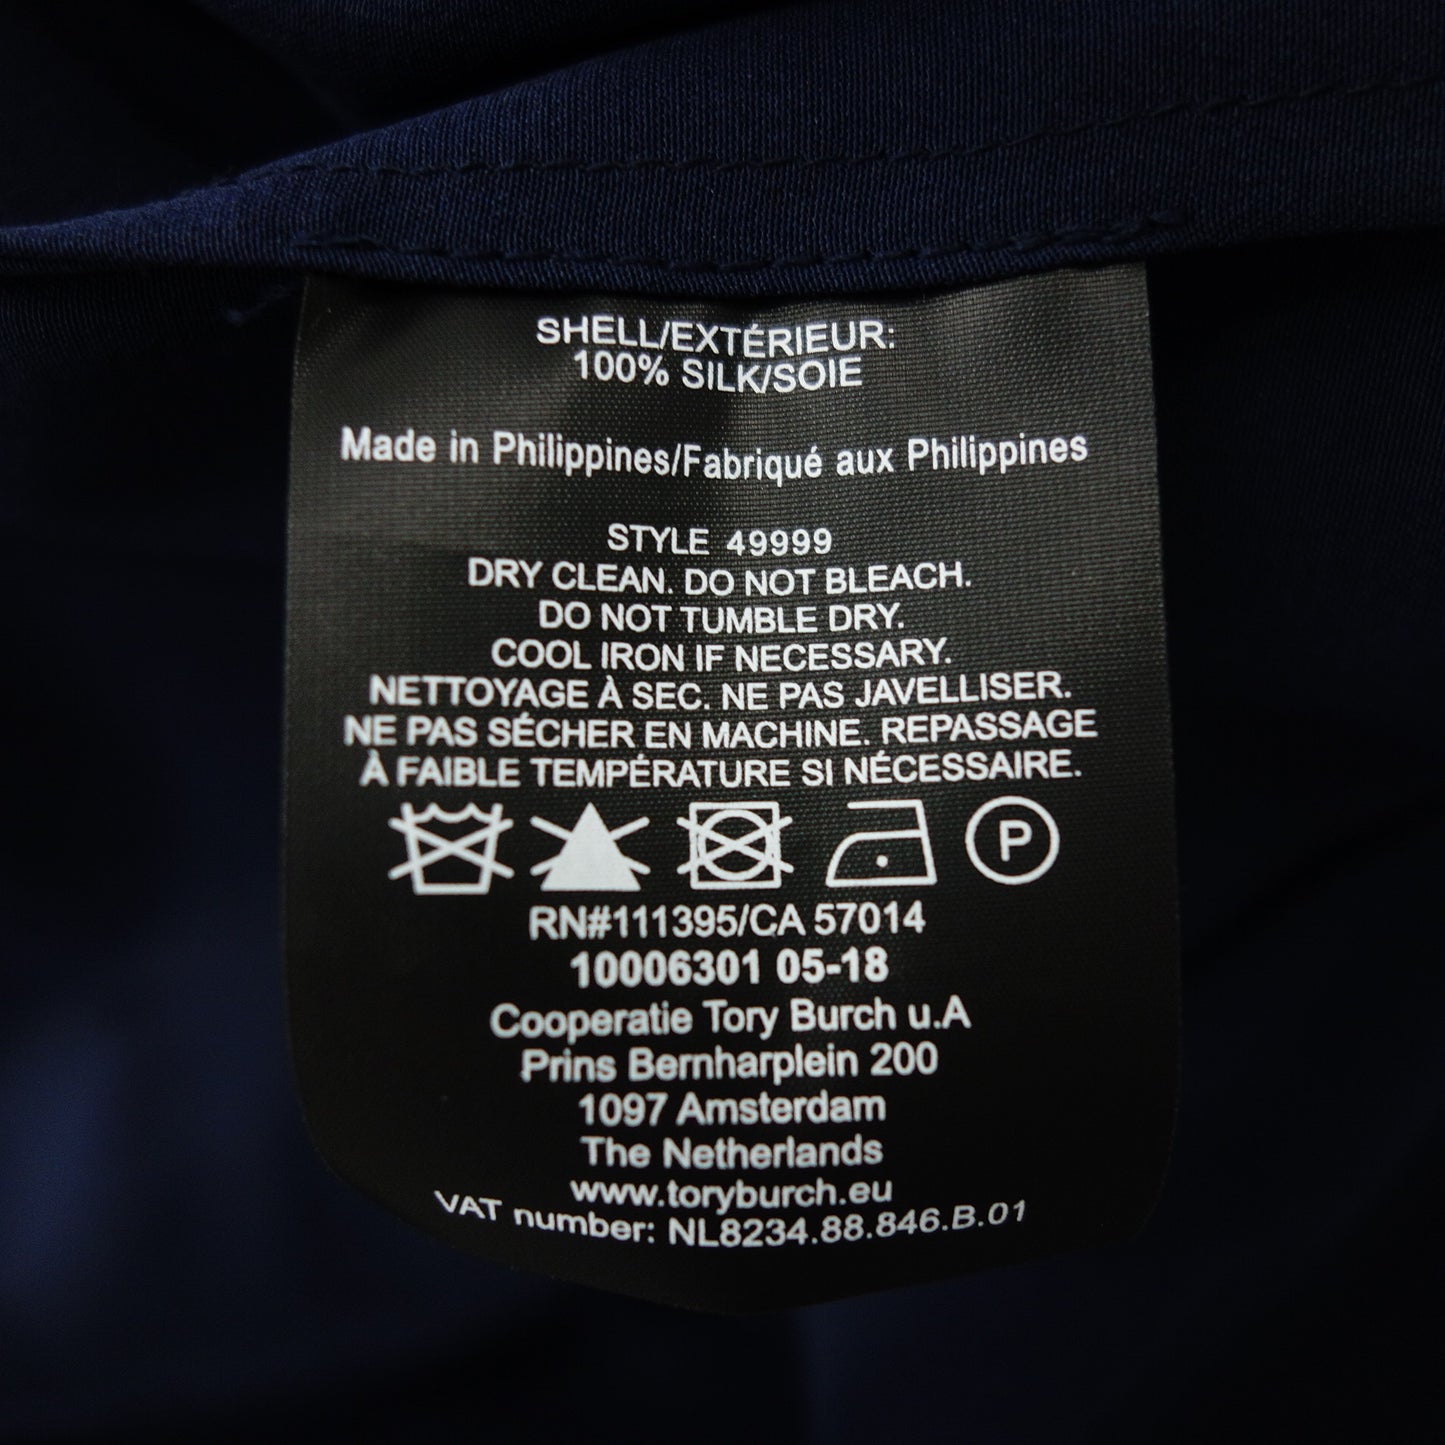 SHELL/EXTÉRIEUR:
100% SILK/SOIE
Made in Philippines/Fabriqué aux Philippines
STYLE 49999
DRY CLEAN. DO NOT BLEACH.
DO NOT TUMBLE DRY.
COOL IRON IF NECESSARY.
NETTOYAGE À SEC. NE PAS JAVELLISER.
NE PAS SÉCHER EN MACHINE. REPASSAGE
À FAIBLE TEMPÉRATURE SI NÉCESSAIRE.
P
RN#111395/CA 57014
10006301 05-18
Cooperatie Tory Burch u.A
Prins Bernharplein 200
1097 Amsterdam
The Netherlands
www.toryburch.eu
VAT number: NL8234.88.846.B.01